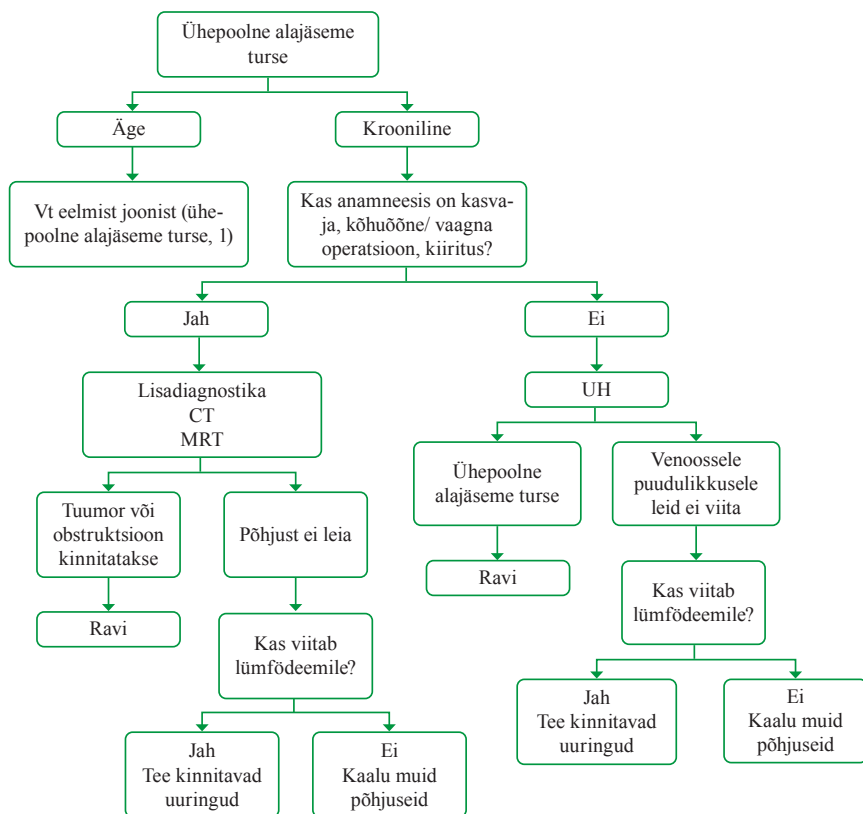 Ühepoolne alajäseme
turse
Äge
Krooniline
Vt eelmist joonist (ühe-
poolne alajäseme turse, 1)
Kas anamneesis on kasva-
ja, kõhuõõne/ vaagna
operatsioon, kiiritus?
Jah
Ei
Lisadiagnostika
CT
MRT
UH
Tuumor või
obstruktsioon
kinnitatakse
Põhjust ei leia
Ühepoolne
alajäseme turse
Venoossele
puudulikkusele
leid ei viita
Ravi
Kas viitab
lümfödeemile?
Ravi
Kas viitab
lümfödeemile?
Jah
Tee kinnitavad
uuringud
Ei
Kaalu muid
põhjuseid
Jah
Tee kinnitavad
uuringud
Ei
Kaalu muid
põhjuseid